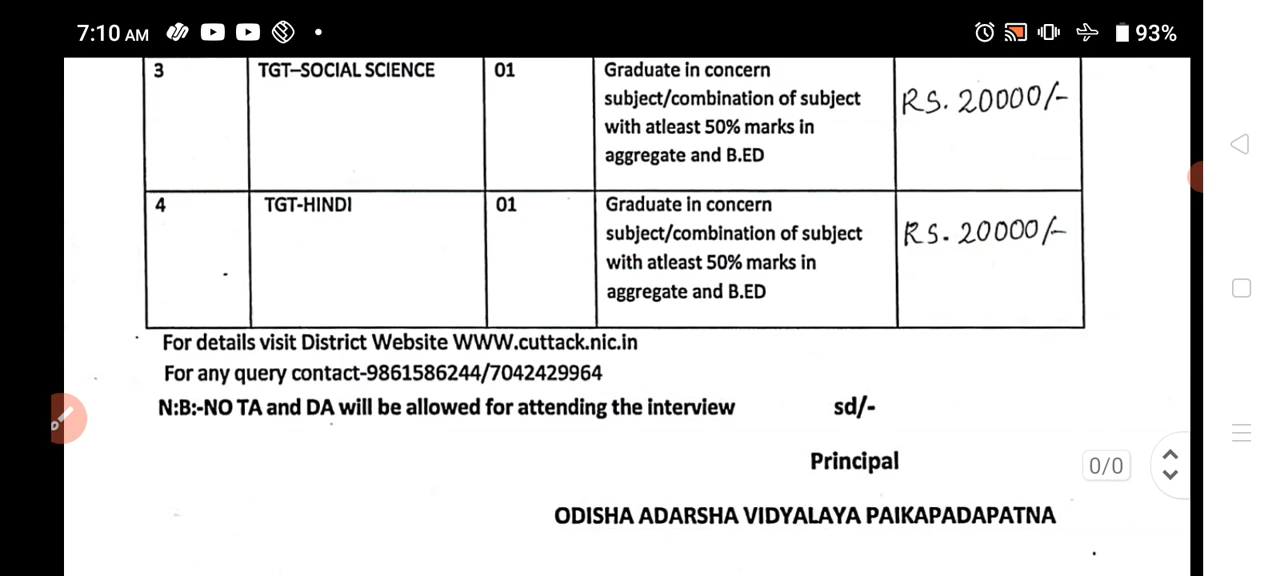 7:10 AM 93%
3 TGT–SOCIAL SCIENCE 01 Graduate in concern
subject/combination of subject
with atleast 50% marks in
aggregate and B.ED
RS. 20000/-
4 TGT-HINDI 01 Graduate in concern
subject/combination of subject
with atleast 50% marks in
aggregate and B.ED
RS. 20000/-
For details visit District Website WWW.cuttack.nic.in
For any query contact-9861586244/7042429964
N:B:-NO TA and DA will be allowed for attending the interview sd/-
Principal
0/0
ODISHA ADARSHA VIDYALAYA PAIKAPADAPATNA